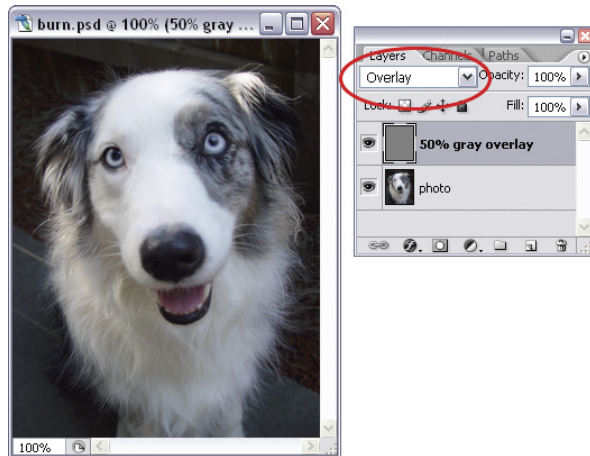 burn.psd @ 100% (50% gray ...
100%
Layers Channels Paths
Overlay Opacity: 100%
Lock: Fill: 100%
50% gray overlay
photo